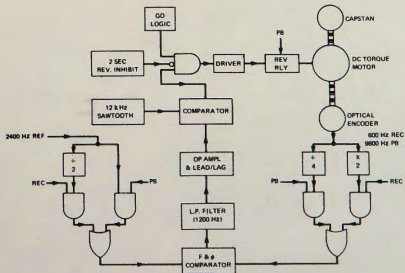 GO
LOGIC
CAPSTAN
PB
2 SEC
REV. INHIBIT
DRIVER
REV
RLY
DC TORQUE
MOTOR
12 kHz
SAWTOOTH
COMPARATOR
OPTICAL
ENCODER
2400 Hz REF
OP AMPL
& LEAD/LAG
600 Hz REC
9600 Hz PB
÷
2
÷
4
X
2
REC
PB
L.P. FILTER
(1200 Hz)
PB
REC
F & ϕ
COMPARATOR